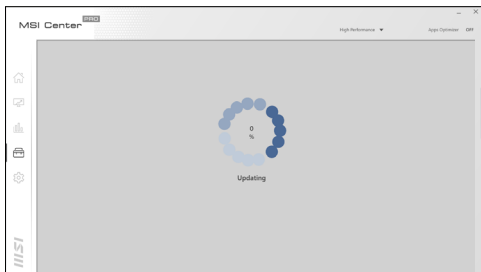 MSI Center PRO
High Performance
Apps Optimizer OFF
0
%
Updating
msi